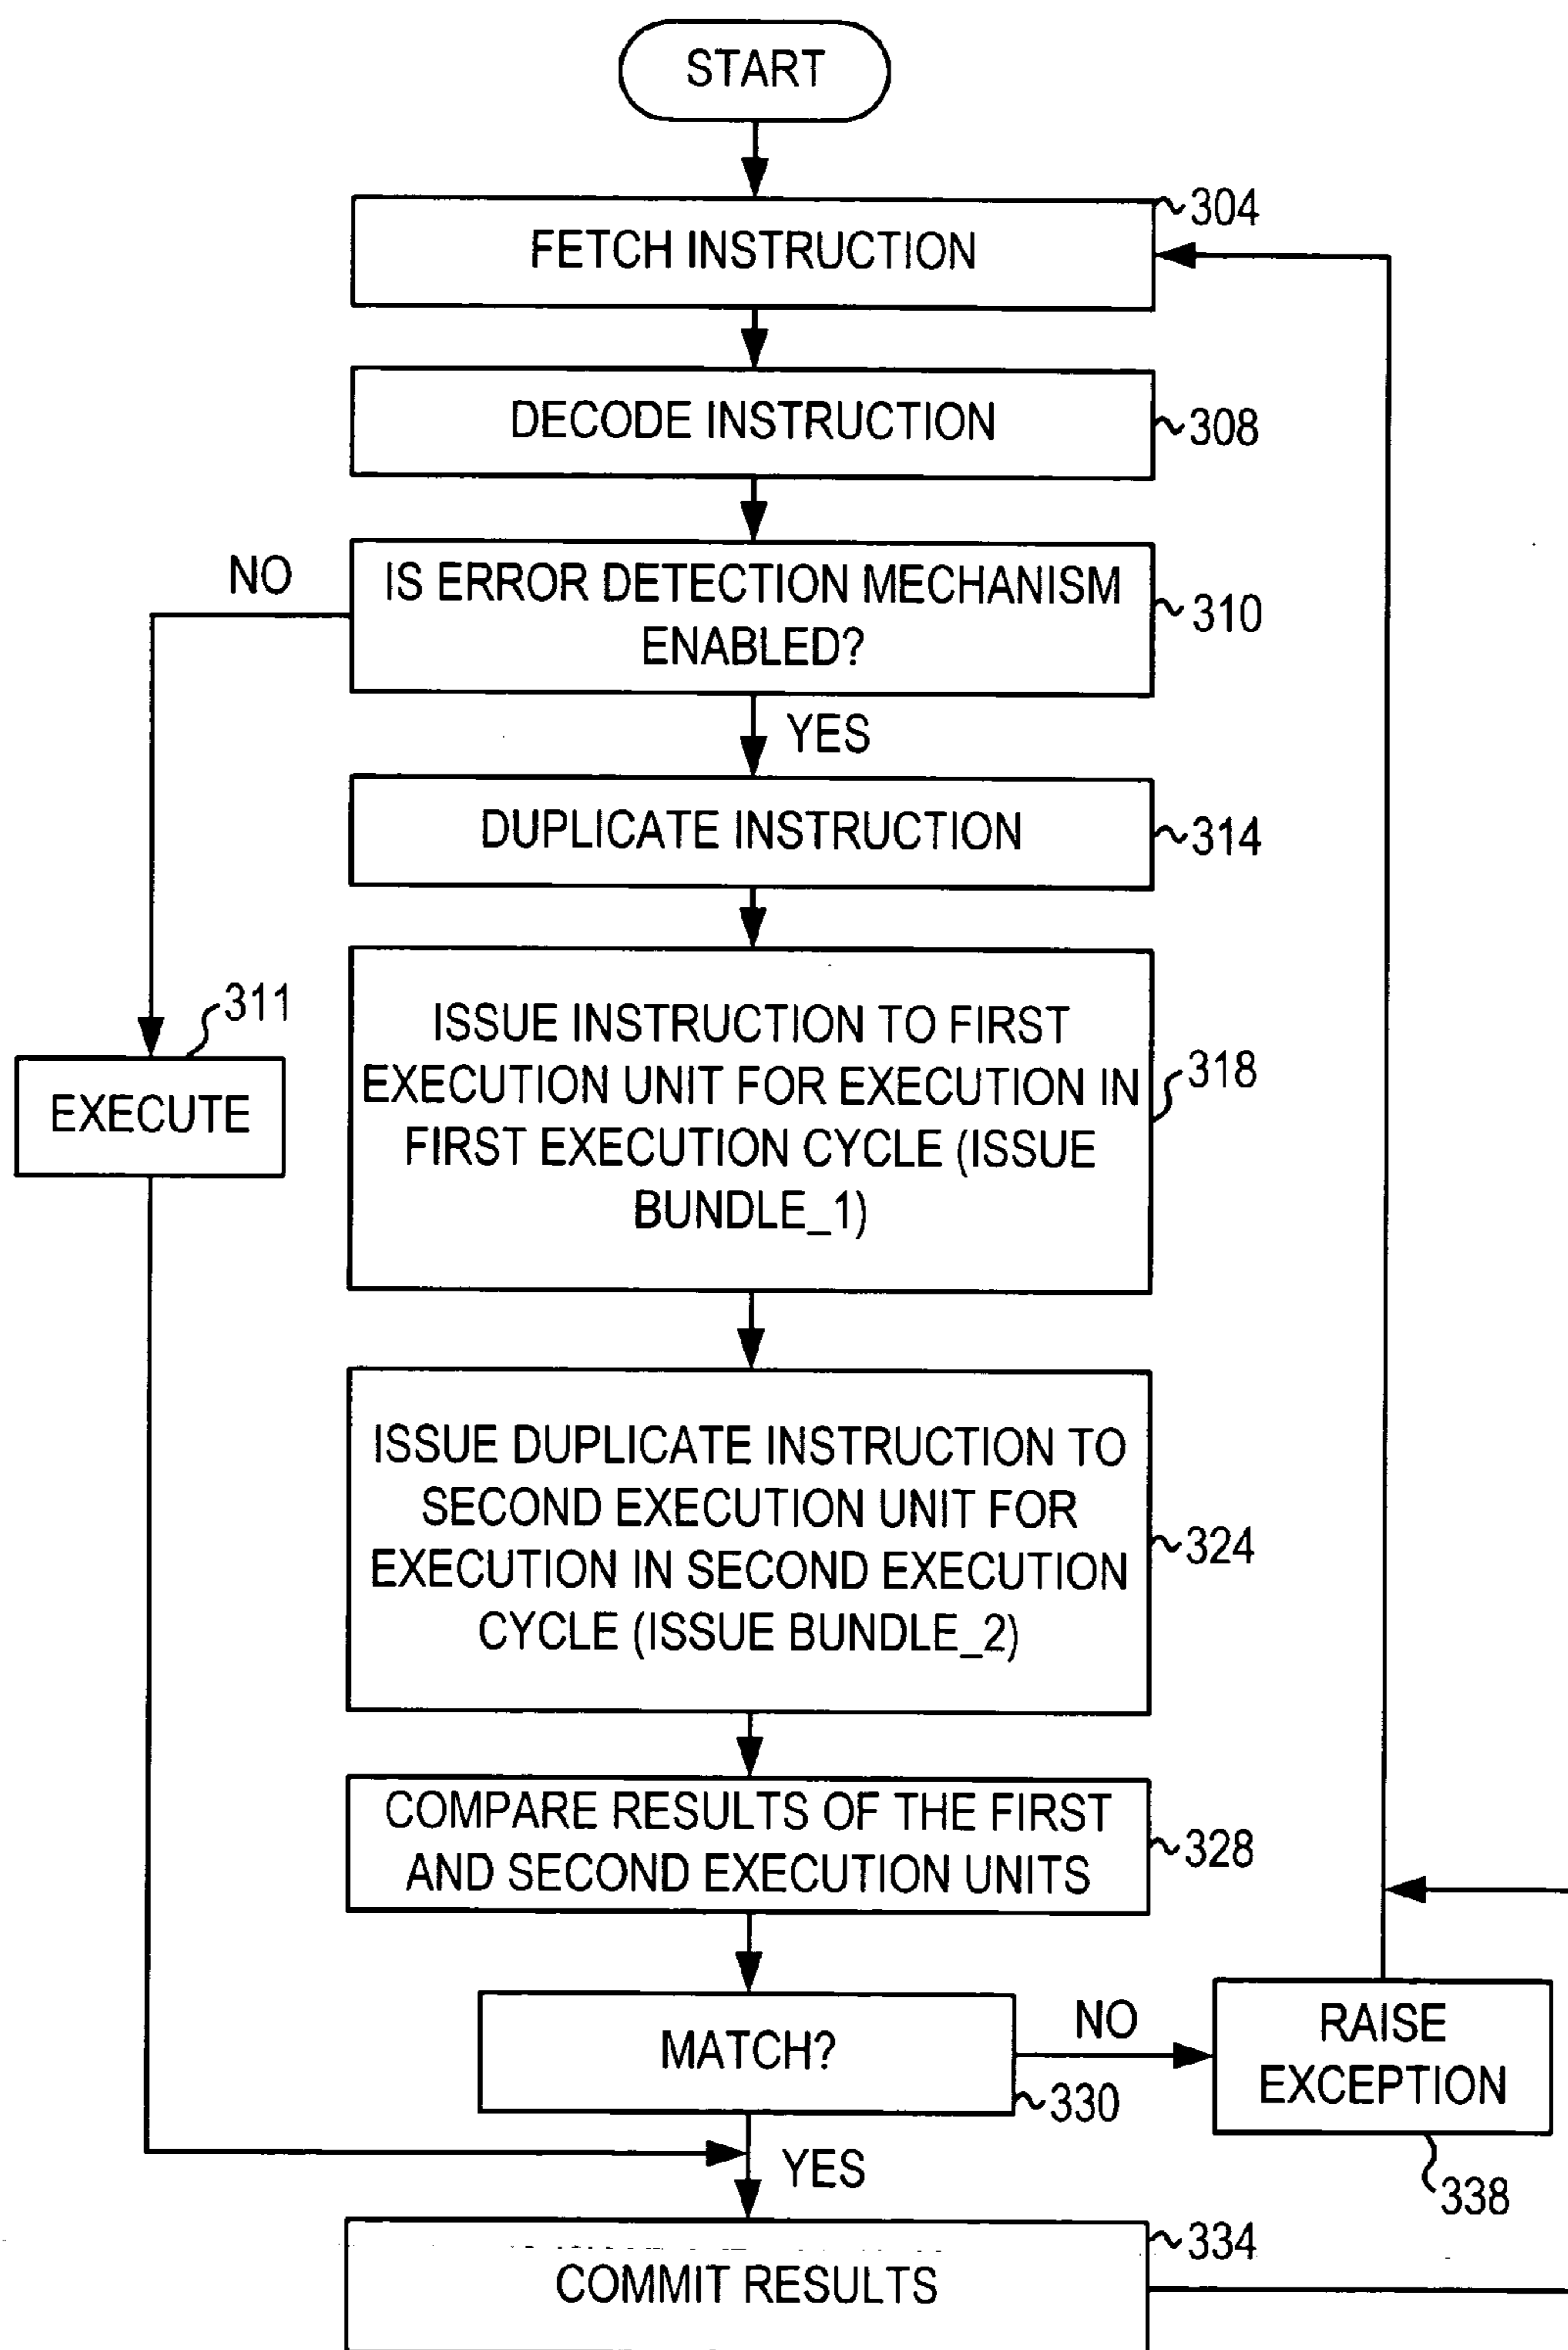 START
304
FETCH INSTRUCTION
DECODE INSTRUCTION
308
NO
IS ERROR DETECTION MECHANISM
ENABLED?
310
YES
DUPLICATE INSTRUCTION
314
311
EXECUTE
ISSUE INSTRUCTION TO FIRST
EXECUTION UNIT FOR EXECUTION IN
FIRST EXECUTION CYCLE (ISSUE
BUNDLE_1)
318
ISSUE DUPLICATE INSTRUCTION TO
SECOND EXECUTION UNIT FOR
EXECUTION IN SECOND EXECUTION
CYCLE (ISSUE BUNDLE_2)
324
COMPARE RESULTS OF THE FIRST
AND SECOND EXECUTION UNITS
328
MATCH?
330
NO
RAISE
EXCEPTION
338
YES
334
COMMIT RESULTS